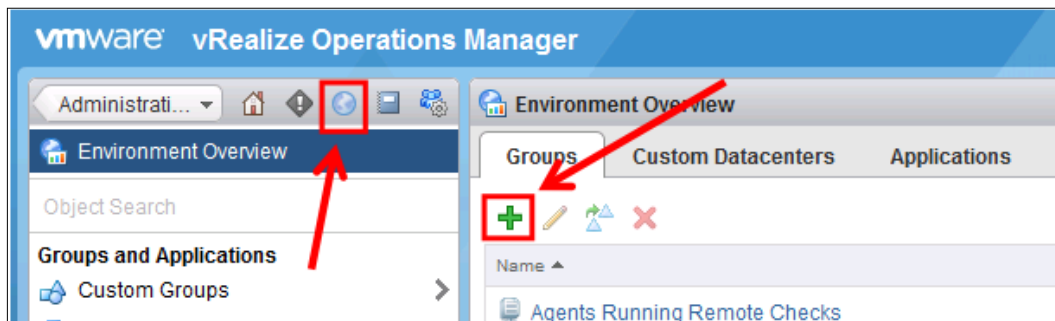 vmware vRealize Operations Manager
Administrati...
Environment Overview
Object Search
Groups and Applications
Custom Groups
Environment Overview
Groups Custom Datacenters Applications
Name
Agents Running Remote Checks